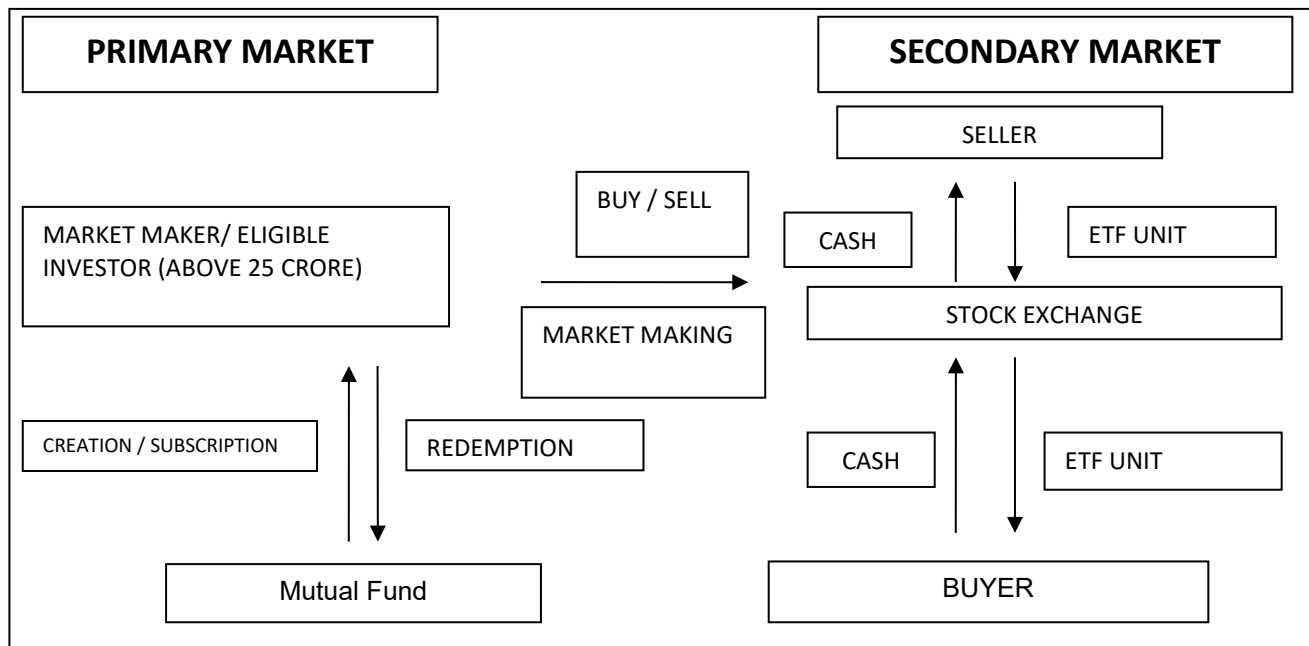 PRIMARY MARKET
SECONDARY MARKET
SELLER
BUY / SELL
MARKET MAKER/ ELIGIBLE
INVESTOR (ABOVE 25 CRORE)
CASH
ETF UNIT
STOCK EXCHANGE
MARKET MAKING
CREATION / SUBSCRIPTION
REDEMPTION
CASH
ETF UNIT
Mutual Fund
BUYER